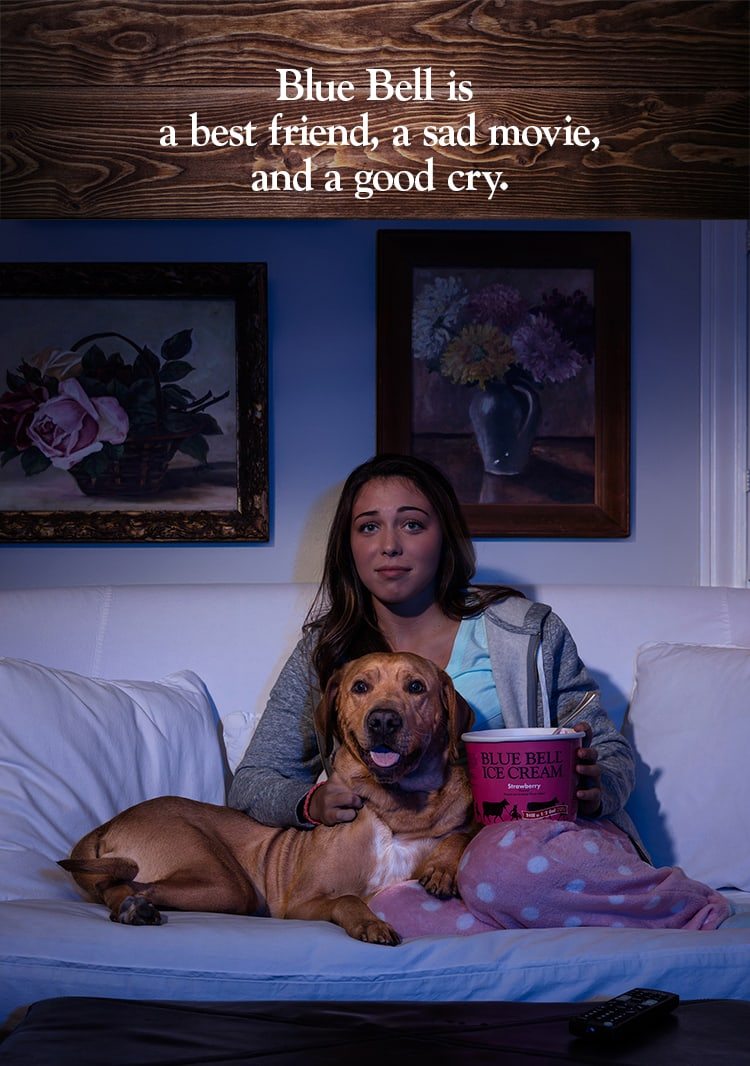 Blue Bell is
a best friend, a sad movie,
and a good cry.
BLUE BELL
ICE CREAM
Strawberry